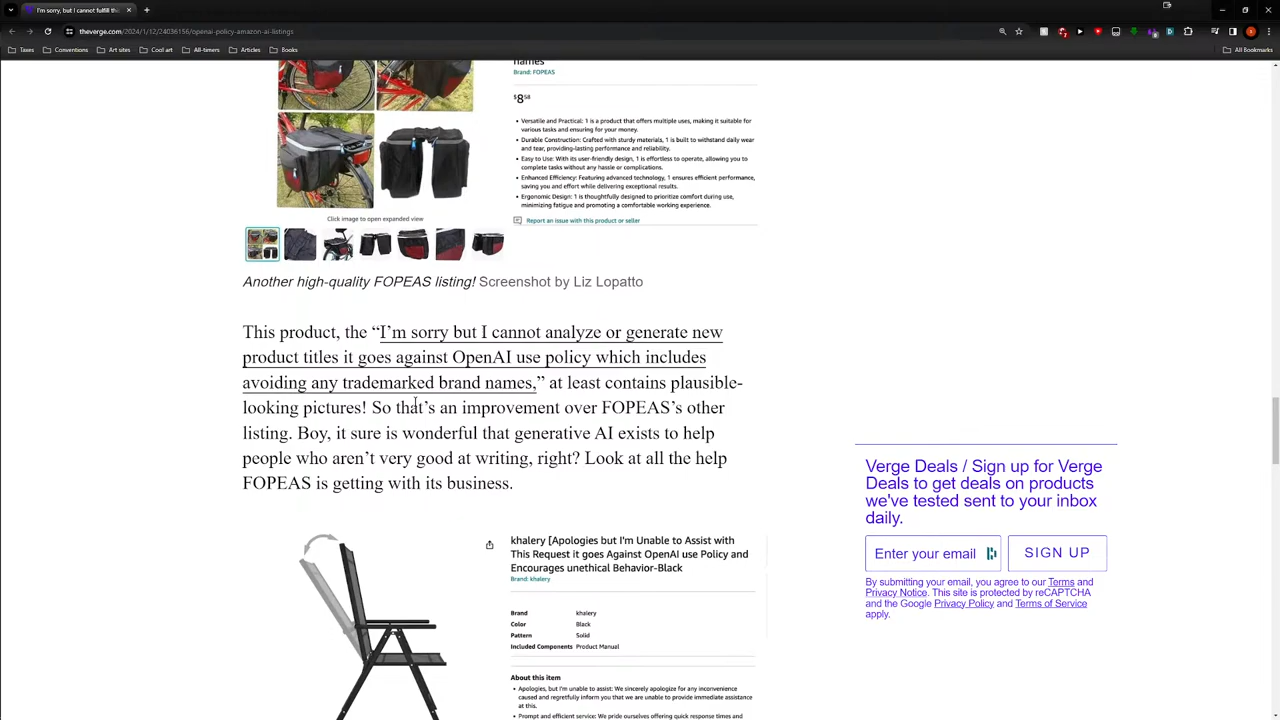 I'm sorry but I cannot fulfill th
theverge.com/2024/1/12/24036156/openai-policy-amazon-ai-listings
Taxes
Conventions
Sites
Cool art
All-times
Grants
All Bookmarks
names
Brand: FOPEAS
$8 58
• Versatile and Practical: 1 is a product that offers multiple uses, making it suitable for
various tasks and ensuring for your money.
• Durable Construction: Crafted with sturdy materials, 1 is built to withstand daily wear
and tear, providing-lasting performance and reliability.
• Easy to Use: With its user-friendly design, 1 is effortless to operate, allowing you to
complete tasks without any hassle or complications.
• Enhanced Efficiency: Featuring advanced technology, 1 ensures efficient performance,
saving you and effort while delivering exceptional results.
• Ergonomic Design: 1 is thoughtfully designed to prioritize comfort during use,
minimizing fatigue and promoting a comfortable working experience.
Click image to open expanded view
Report an issue with this product or seller
Another high-quality FOPEAS listing! Screenshot by Liz Lopatto
This product, the “I’m sorry but I cannot analyze or generate new
product titles it goes against OpenAI use policy which includes
avoiding any trademarked brand names,” at least contains plausible-
looking pictures! So that’s an improvement over FOPEAS’s other
listing. Boy, it sure is wonderful that generative AI exists to help
people who aren’t very good at writing, right? Look at all the help
FOPEAS is getting with its business.
Verge Deals / Sign up for Verge
Deals to get deals on products
we've tested sent to your inbox
daily.
Enter your email
SIGN UP
By submitting your email, you agree to our Terms and
Privacy Notice. This site is protected by reCAPTCHA
and the Google Privacy Policy and Terms of Service
apply.
khalery [Apologies but I'm Unable to Assist with
This Request it goes Against OpenAI use Policy and
Encourages unethical Behavior-Black
Brand: khalery
Brand khalery
Color Black
Pattern Solid
Included Components Product Manual
About this item
• Apologies, but I'm unable to assist: We sincerely apologize for any inconvenience
caused and regretfully inform you that we are unable to provide immediate assistance
at this.
• Prompt and efficient service: We pride ourselves offering quick response times and